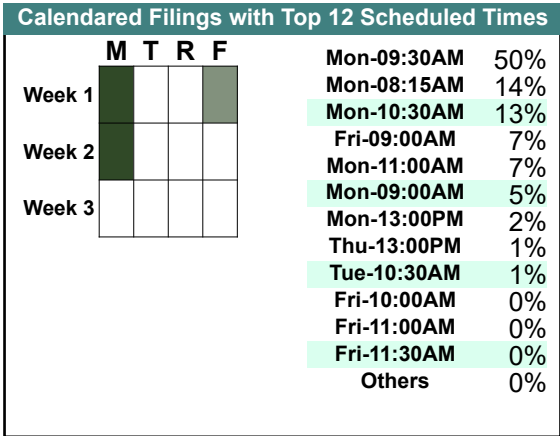 Calendared Filings with Top 12 Scheduled Times
M T R F
Week 1
Week 2
Week 3
Mon-09:30AM 50%
Mon-08:15AM 14%
Mon-10:30AM 13%
Fri-09:00AM 7%
Mon-11:00AM 7%
Mon-09:00AM 5%
Mon-13:00PM 2%
Thu-13:00PM 1%
Tue-10:30AM 1%
Fri-10:00AM 0%
Fri-11:00AM 0%
Fri-11:30AM 0%
Others 0%